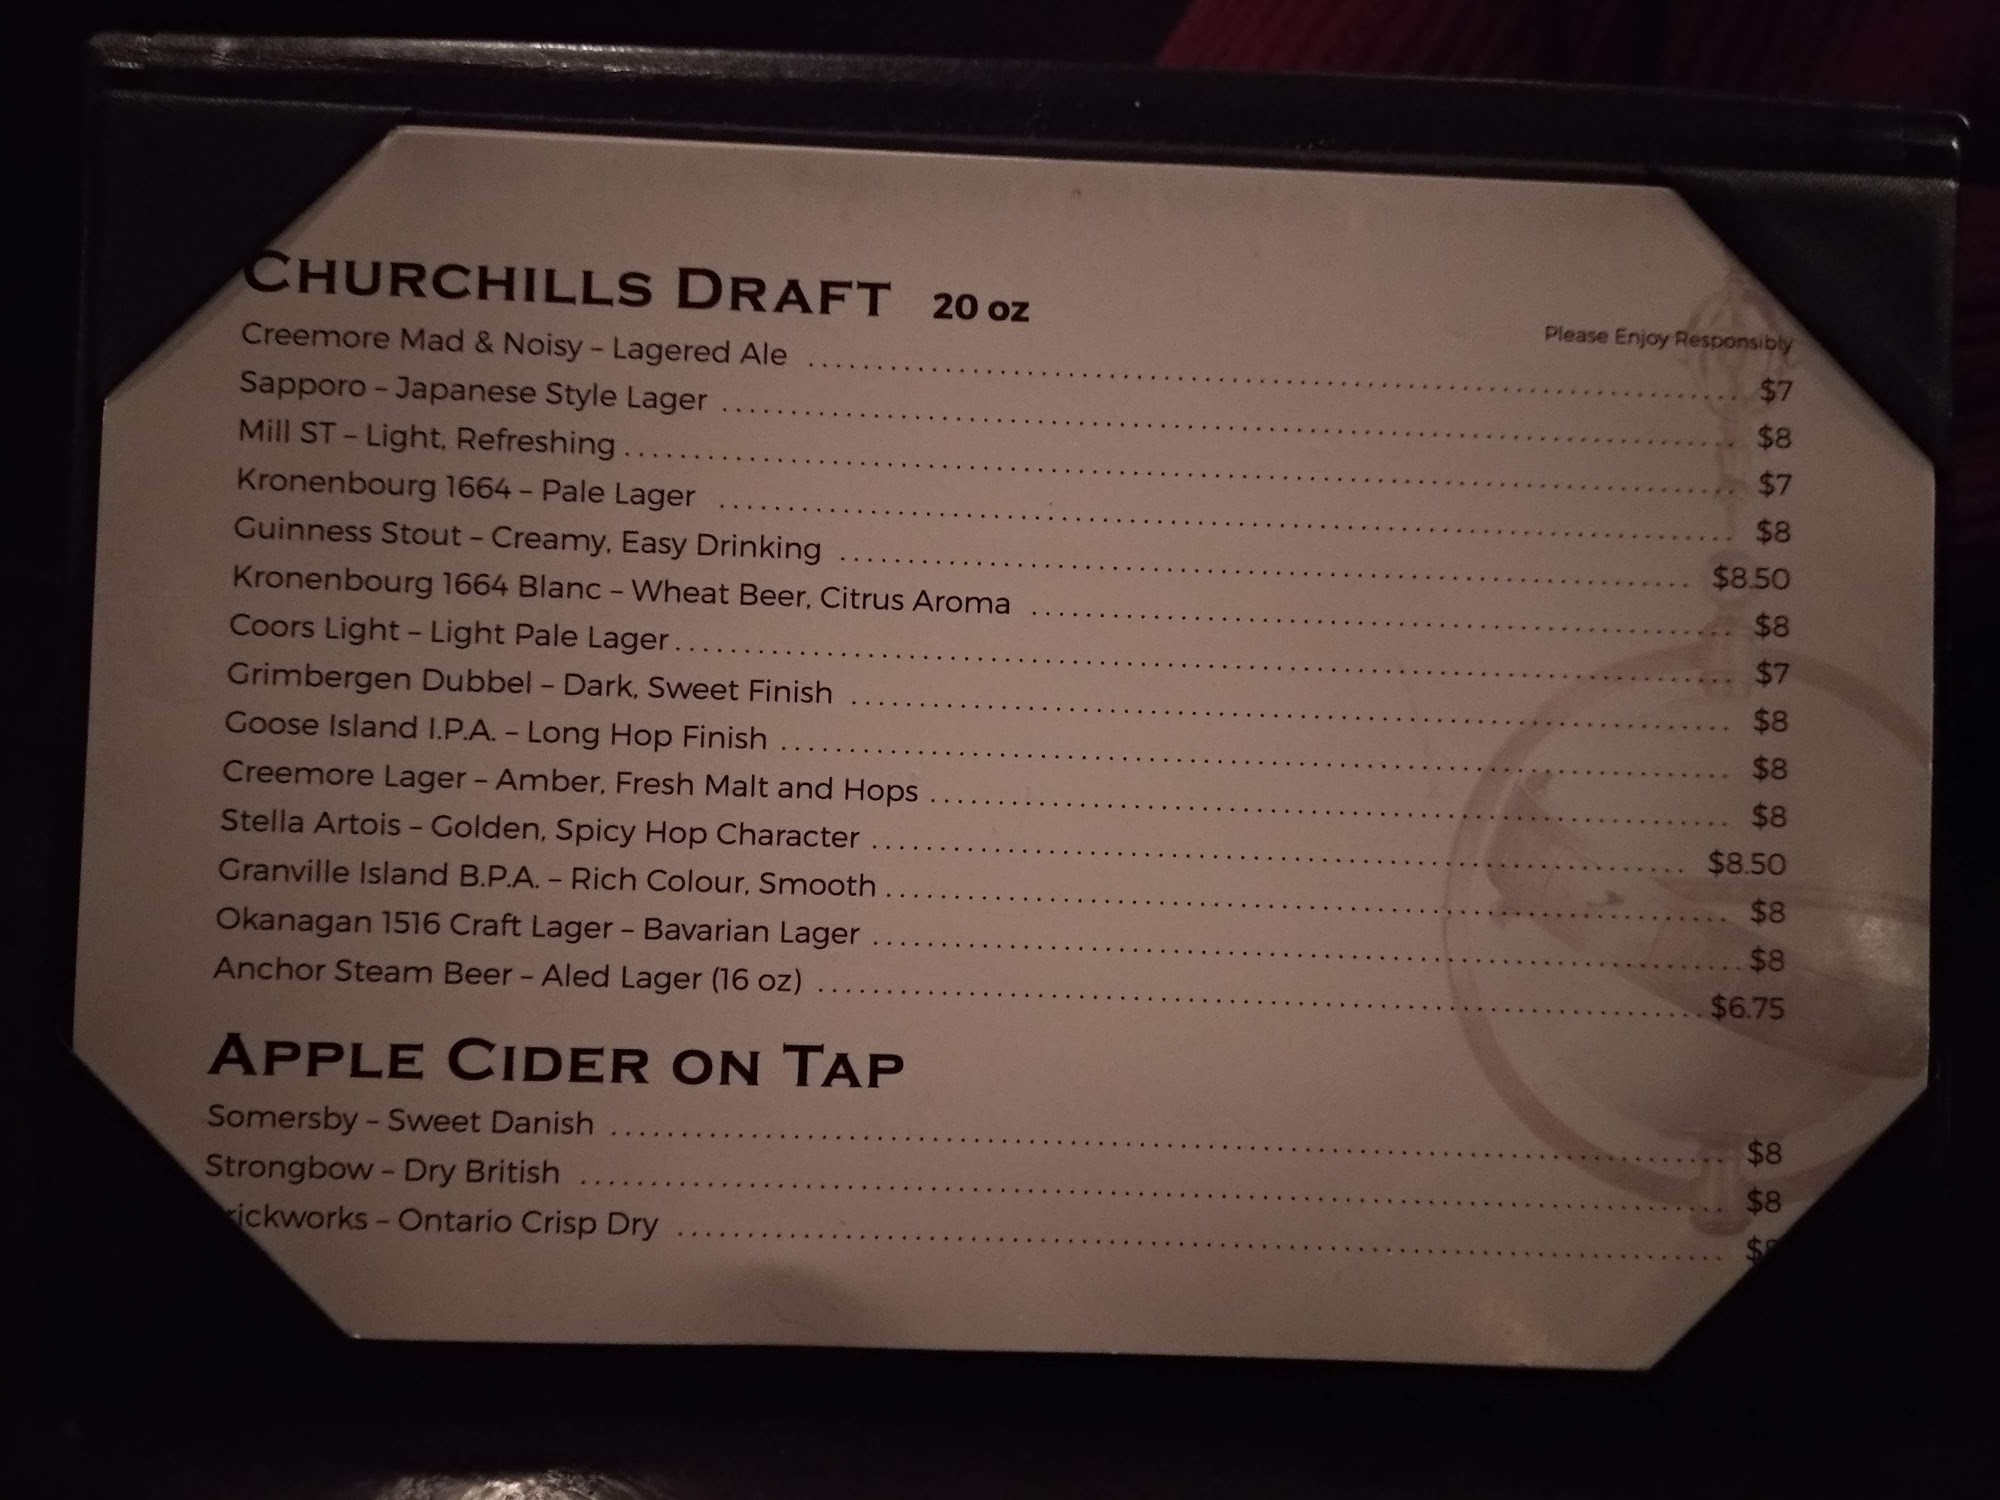 CHURCHILLS DRAFT 20 oz
Please Enjoy Responsibly
Creemore Mad & Noisy – Lagered Ale ........ $7
Sapporo – Japanese Style Lager ........ $8
Mill ST – Light, Refreshing ........ $7
Kronenbourg 1664 – Pale Lager ........ $8
Guinness Stout – Creamy, Easy Drinking ........ $8.50
Kronenbourg 1664 Blanc – Wheat Beer, Citrus Aroma ........ $8
Coors Light – Light Pale Lager ........ $7
Grimbergen Dubbel – Dark, Sweet Finish ........ $8
Goose Island I.P.A. – Long Hop Finish ........ $8
Creemore Lager – Amber, Fresh Malt and Hops ........ $8
Stella Artois – Golden, Spicy Hop Character ........ $8.50
Granville Island B.P.A. – Rich Colour, Smooth ........ $8
Okanagan 1516 Craft Lager – Bavarian Lager ........ $8
Anchor Steam Beer – Aled Lager (16 oz) ........ $6.75
APPLE CIDER ON TAP
Somersby – Sweet Danish ........ $8
Strongbow – Dry British ........ $8
rickworks – Ontario Crisp Dry ........ $